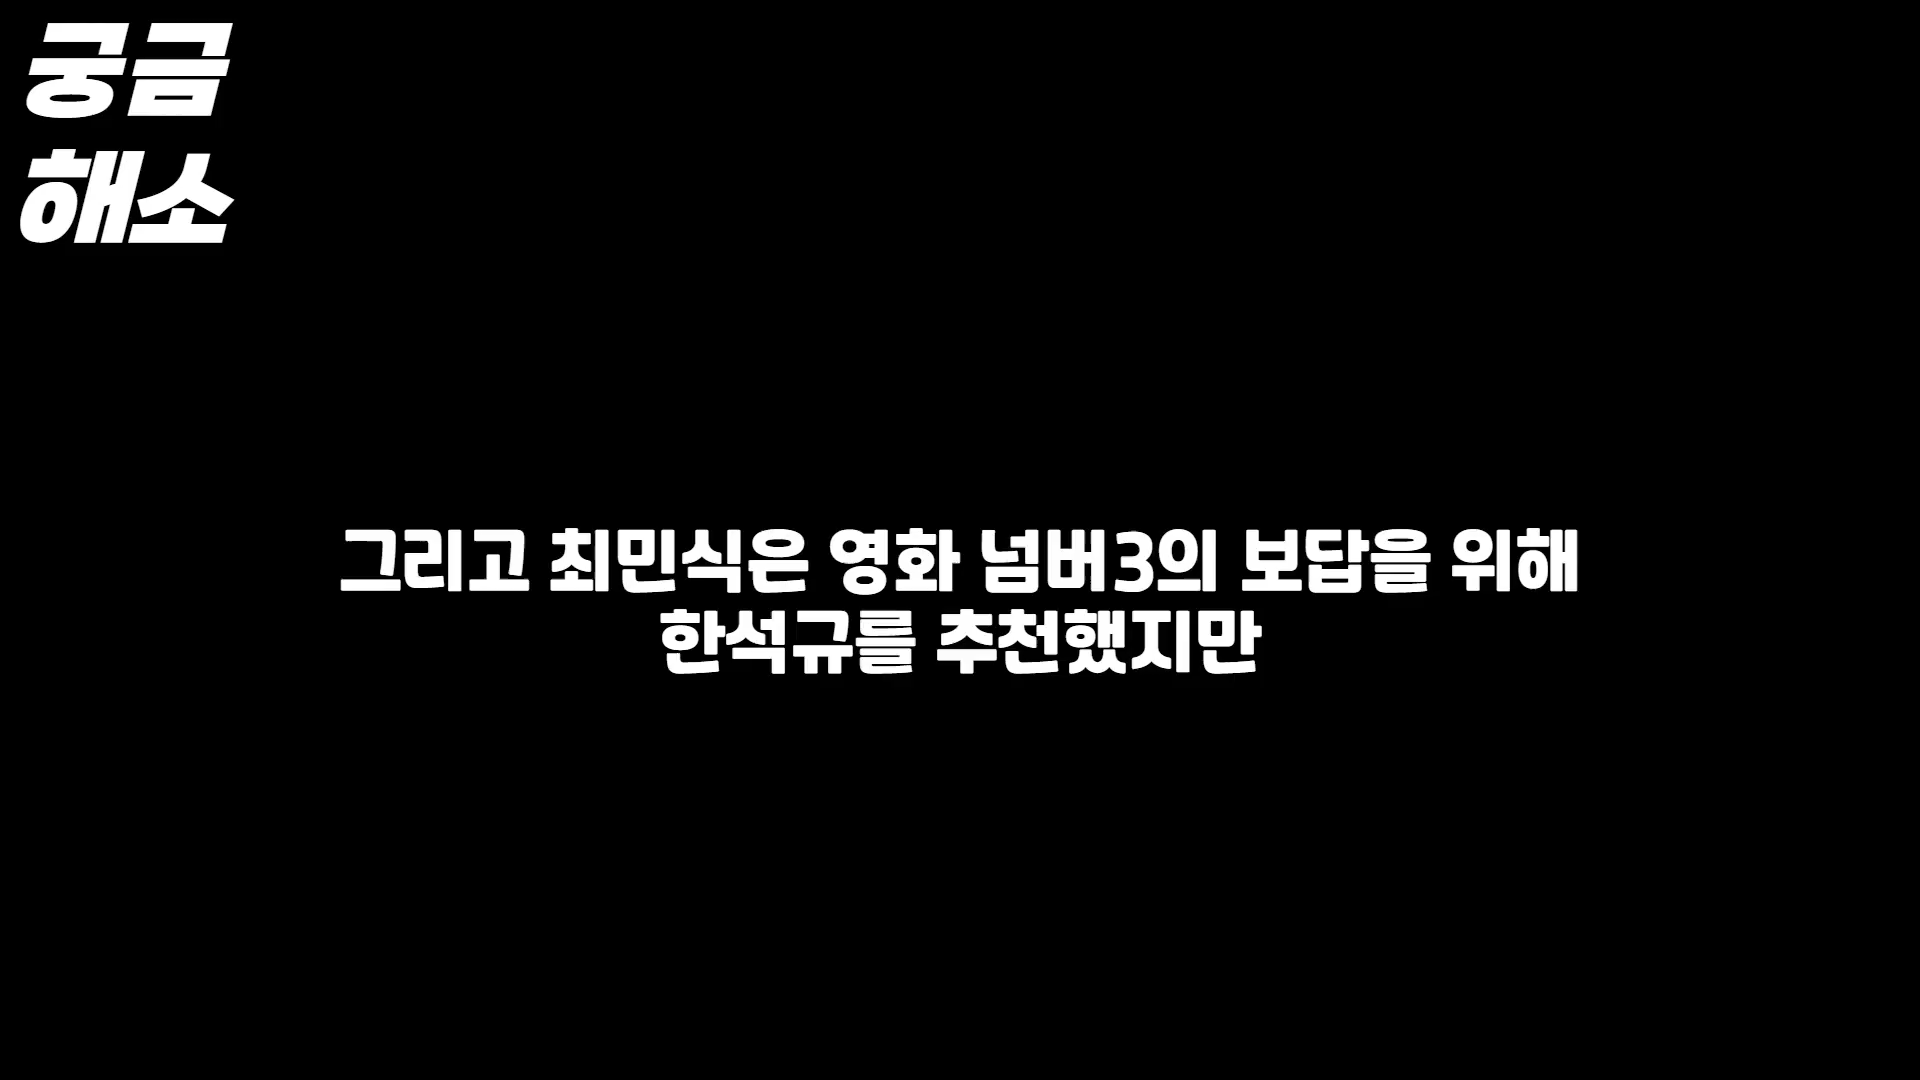 궁금
해소
그리고 최민식은 영화 넘버3의 보답을 위해
한석규를 추천했지만